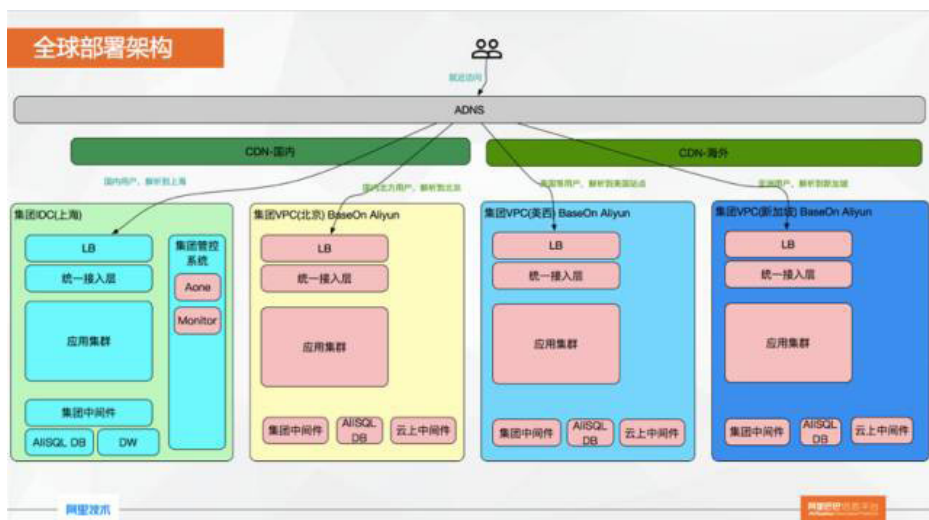 全球部署架构
就近访问
ADNS
CDN-国内
CDN-海外
国内用户，解析到上海
国内北方用户，解析到北京
美国等用户，解析到美国站点
亚洲用户，解析到新加坡
集团IDC(上海)
LB
统一接入层
应用集群
集团中间件
AliSQL DB
DW
集团管控
系统
Aone
Monitor
集团VPC(北京) BaseOn Aliyun
LB
统一接入层
应用集群
集团中间件
AliSQL
DB
云上中间件
集团VPC(美西) BaseOn Aliyun
LB
统一接入层
应用集群
集团中间件
AliSQL
DB
云上中间件
集团VPC(新加坡) BaseOn Aliyun
LB
统一接入层
应用集群
集团中间件
AliSQL
DB
云上中间件
阿里技术
阿里巴巴